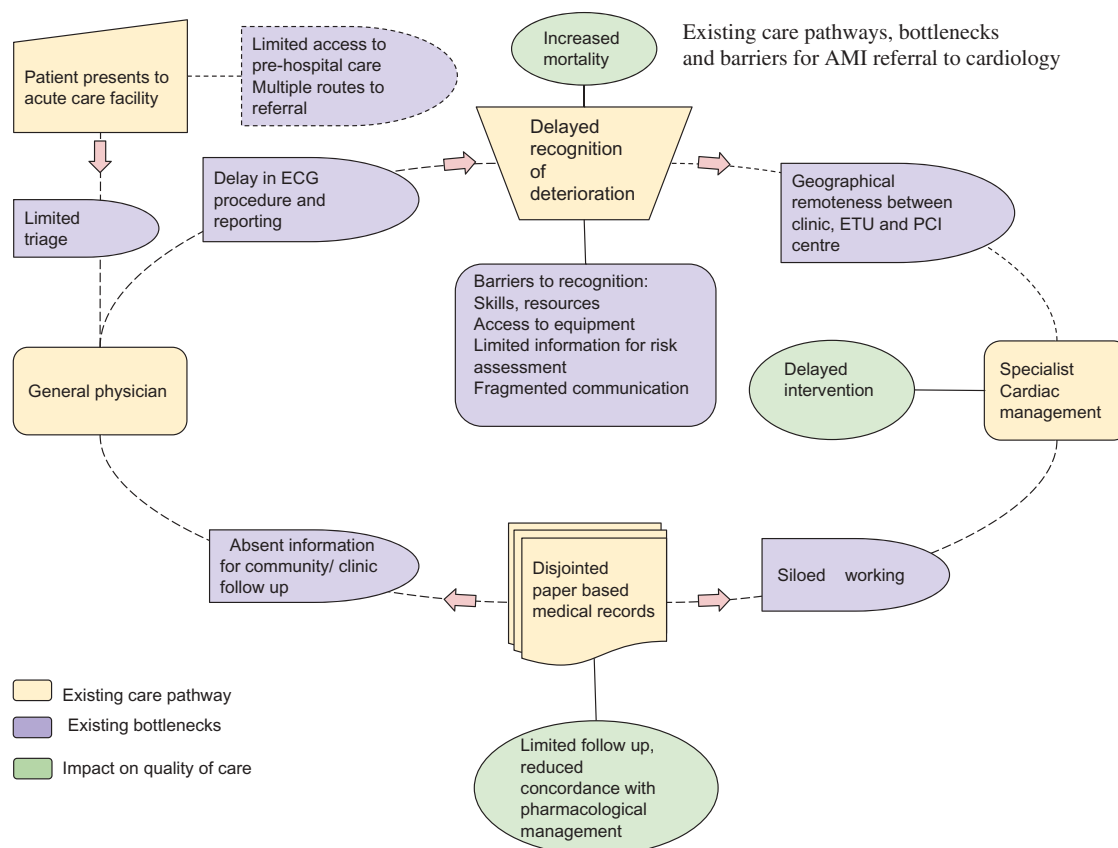 Existing care pathways, bottlenecks
and barriers for AMI referral to cardiology
Patient presents to
acute care facility
Limited access to
pre-hospital care
Multiple routes to
referral
Increased
mortality
Limited
triage
Delay in ECG
procedure and
reporting
Delayed
recognition
of
deterioration
Geographical
remoteness between
clinic, ETU and PCI
centre
Barriers to recognition:
Skills, resources
Access to equipment
Limited information for risk
assessment
Fragmented communication
General physician
Delayed
intervention
Specialist
Cardiac
management
Absent information
for community/ clinic
follow up
Disjointed
paper based
medical records
Siloed working
Existing care pathway
Existing bottlenecks
Impact on quality of care
Limited follow up,
reduced
concordance with
pharmacological
management